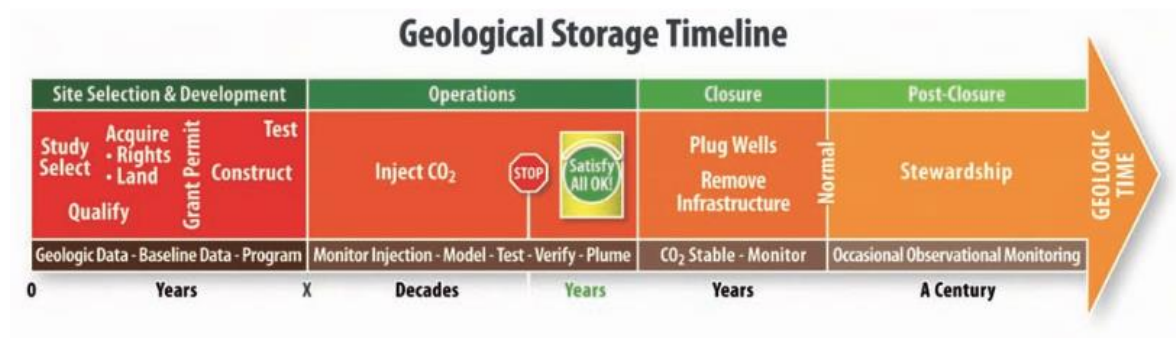 Geological Storage Timeline
Site Selection & Development
Operations
Closure
Post-Closure
Study
Select
Acquire
• Rights
• Land
Qualify
Grant Permit
Test
Construct
Inject CO₂
STOP
Satisfy
All OK!
Plug Wells
Remove
Infrastructure
Normal
Stewardship
GEOLOGIC
TIME
Geologic Data - Baseline Data - Program
Monitor Injection - Model - Test - Verify - Plume
CO₂ Stable - Monitor
Occasional Observational Monitoring
0
Years
X
Decades
Years
Years
A Century